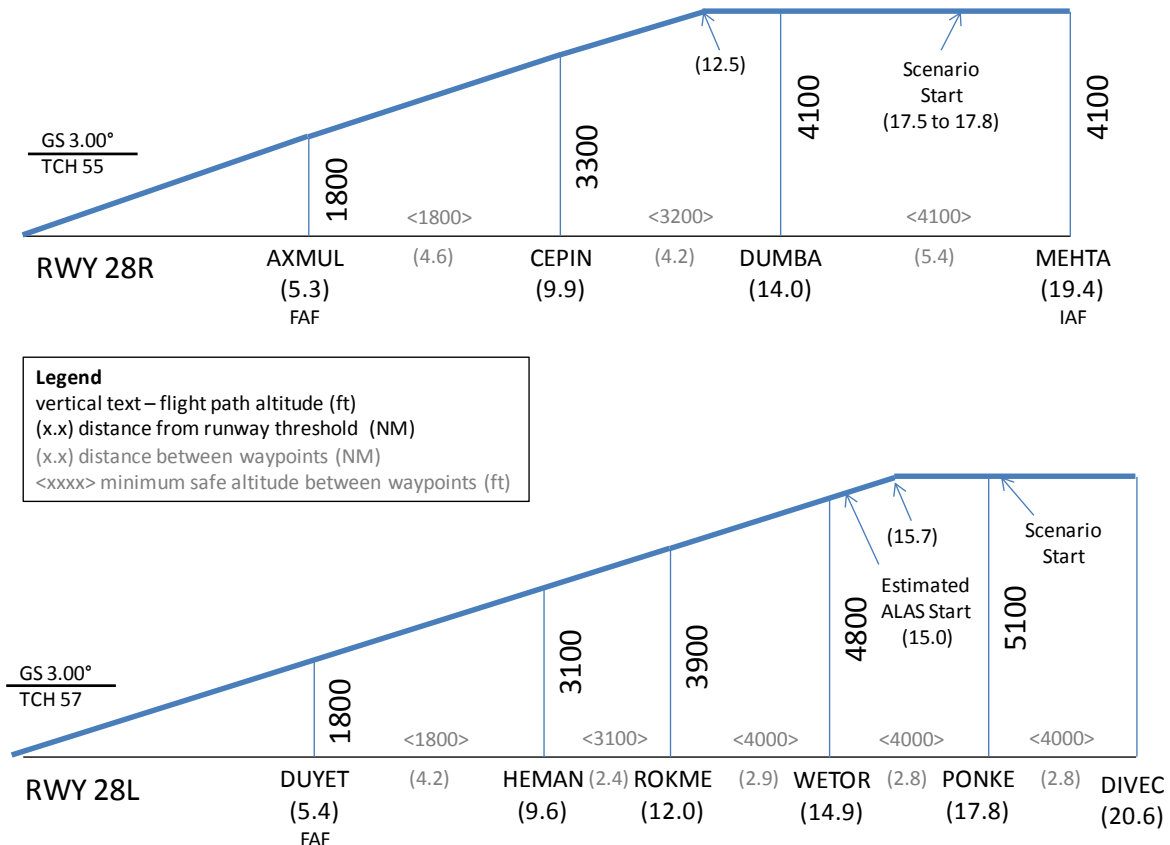 (12.5)
Scenario
Start
(17.5 to 17.8)
4100
4100
GS 3.00°
TCH 55
1800
3300
<1800>
<3200>
<4100>
RWY 28R
AXMUL
(5.3)
FAF
(4.6)
CEPIN
(9.9)
(4.2)
DUMBA
(14.0)
(5.4)
MEHTA
(19.4)
IAF
Legend
vertical text – flight path altitude (ft)
(x.x) distance from runway threshold (NM)
(x.x) distance between waypoints (NM)
<xxxx> minimum safe altitude between waypoints (ft)
(15.7)
Scenario
Start
Estimated
ALAS Start
(15.0)
GS 3.00°
TCH 57
1800
3100
3900
4800
5100
<1800>
<3100>
<4000>
<4000>
<4000>
RWY 28L
DUYET
(5.4)
FAF
(4.2)
HEMAN
(9.6)
(2.4)
ROKME
(12.0)
(2.9)
WETOR
(14.9)
(2.8)
PONKE
(17.8)
(2.8)
DIVEC
(20.6)